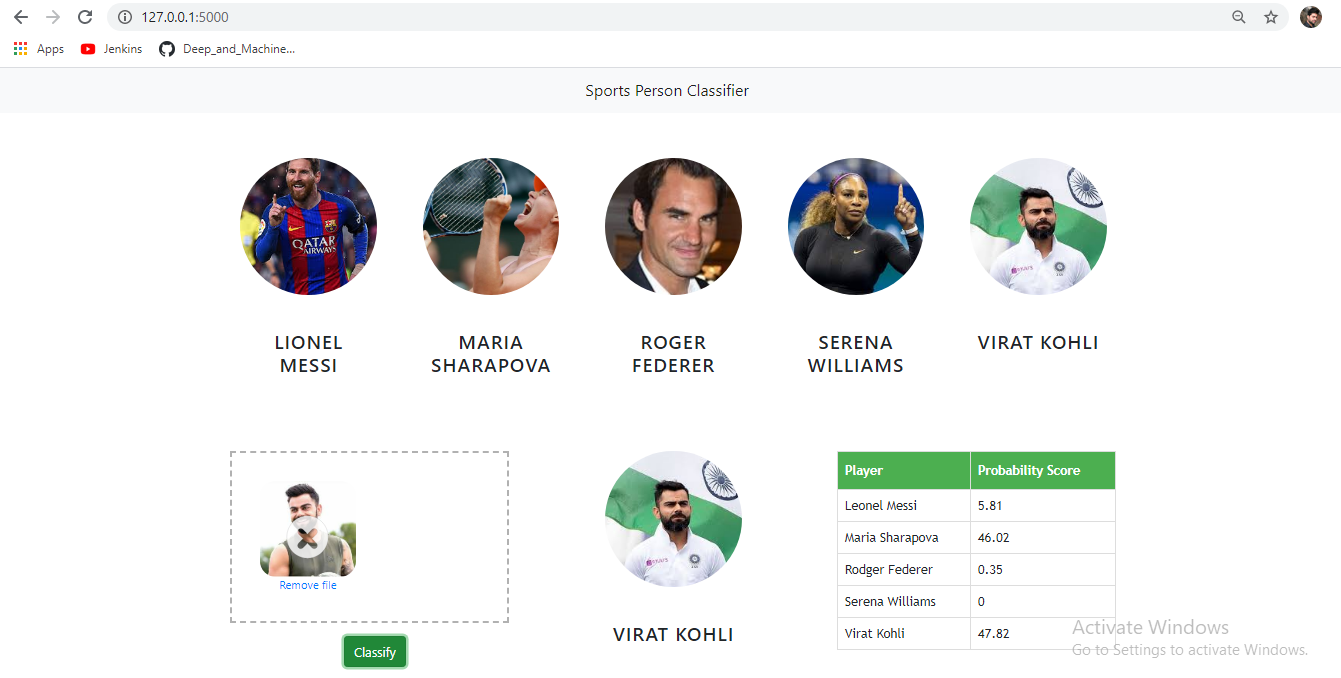 127.0.0.1:5000
Apps
Jenkins
Deep_and_Machine...
Sports Person Classifier
QATAR
AIRWAYS
LIONEL
MESSI
MARIA
SHARAPOVA
ROGER
FEDERER
SERENA
WILLIAMS
VIRAT KOHLI
Remove file
Classify
VIRAT KOHLI
Player Probability Score
Leonel Messi 5.81
Maria Sharapova 46.02
Rodger Federer 0.35
Serena Williams 0
Virat Kohli 47.82
Activate Windows
Go to Settings to activate Windows.